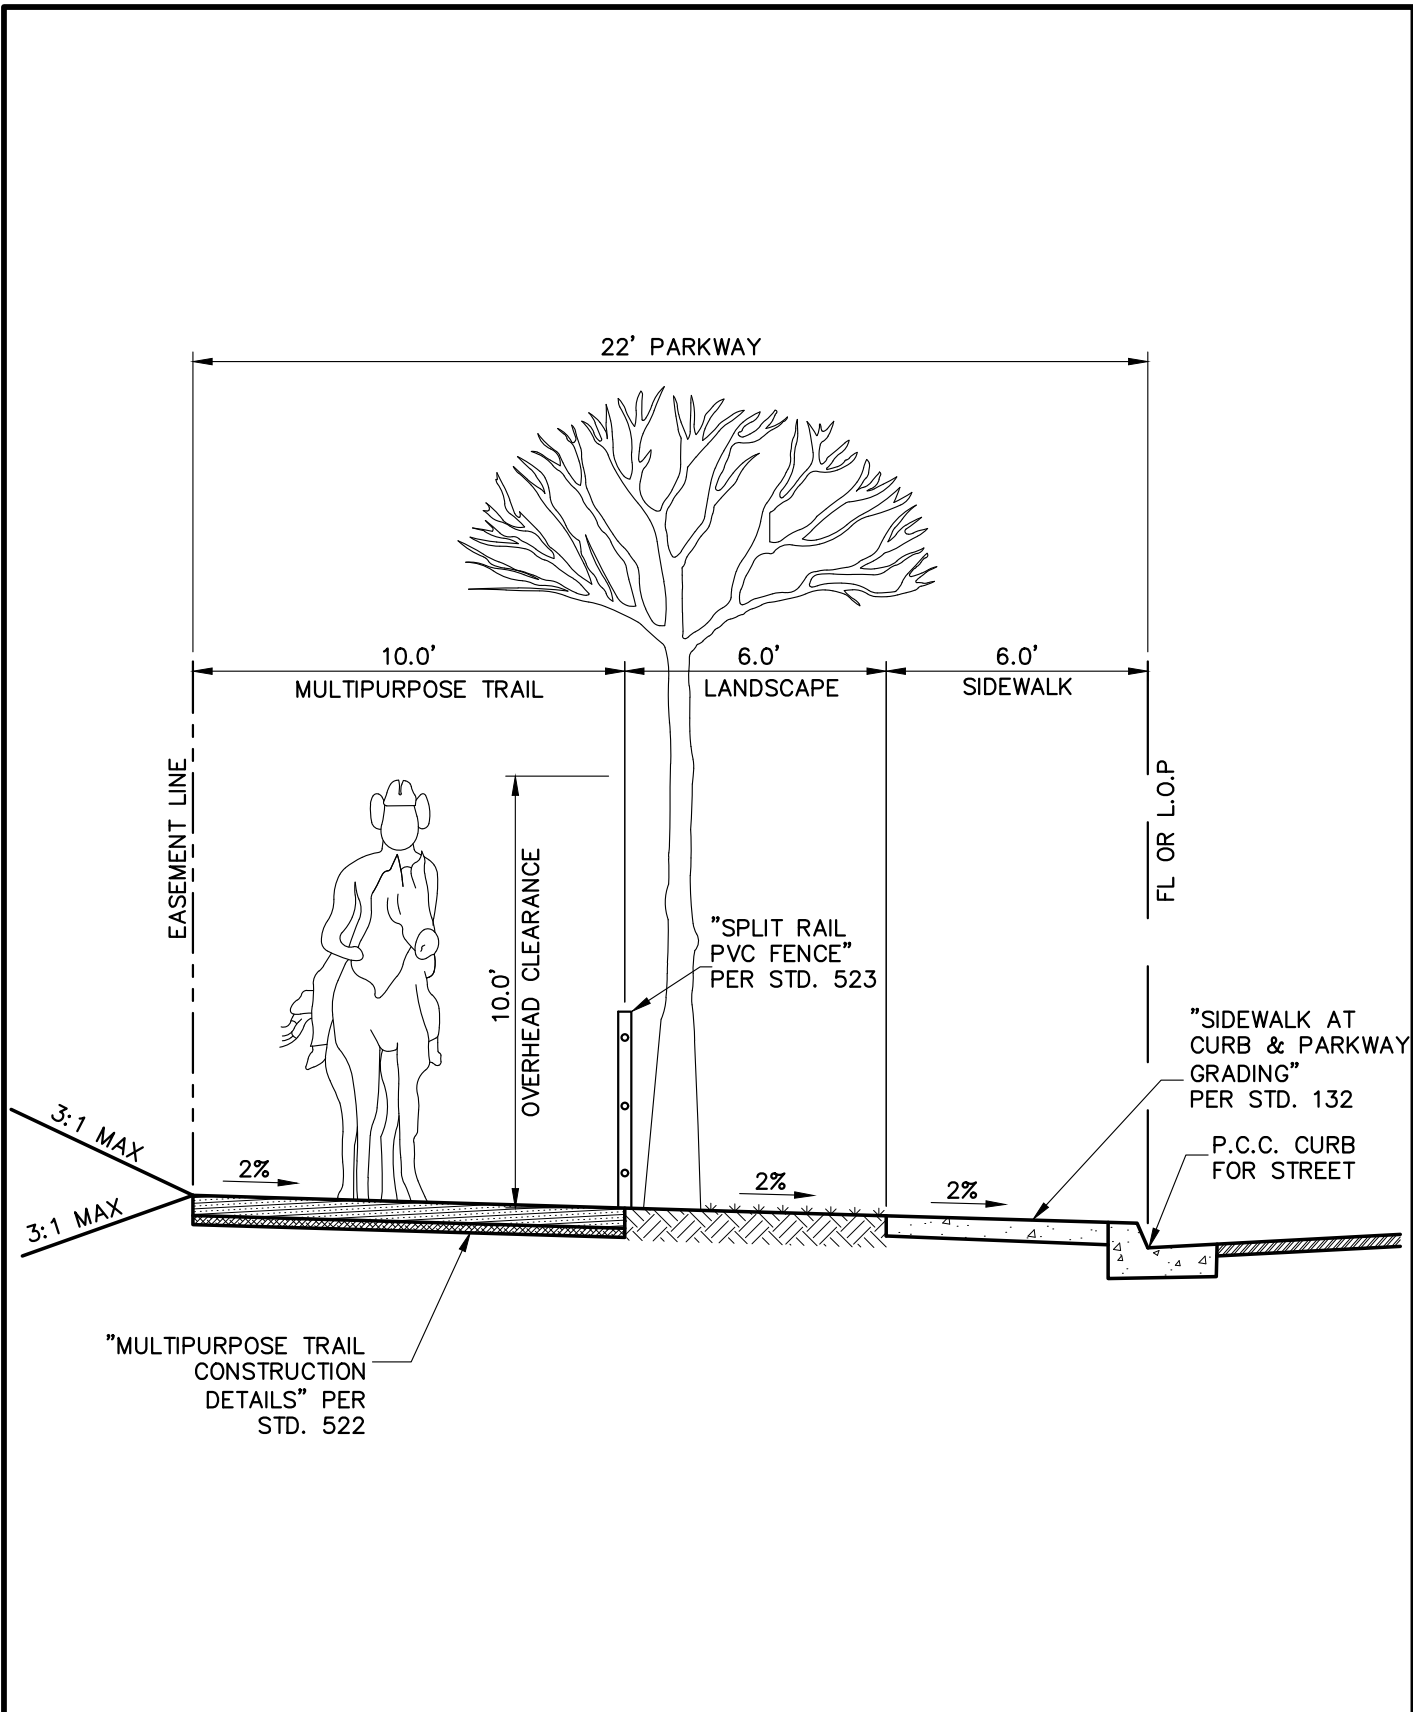 22' PARKWAY
10.0'
MULTIPURPOSE TRAIL
6.0'
LANDSCAPE
6.0'
SIDEWALK
EASEMENT LINE
10.0'
OVERHEAD CLEARANCE
FL OR L.O.P
"SPLIT RAIL
PVC FENCE"
PER STD. 523
"SIDEWALK AT
CURB & PARKWAY
GRADING"
PER STD. 132
P.C.C. CURB
FOR STREET
3:1 MAX
3:1 MAX
2%
2%
2%
"MULTIPURPOSE TRAIL
CONSTRUCTION
DETAILS" PER
STD. 522